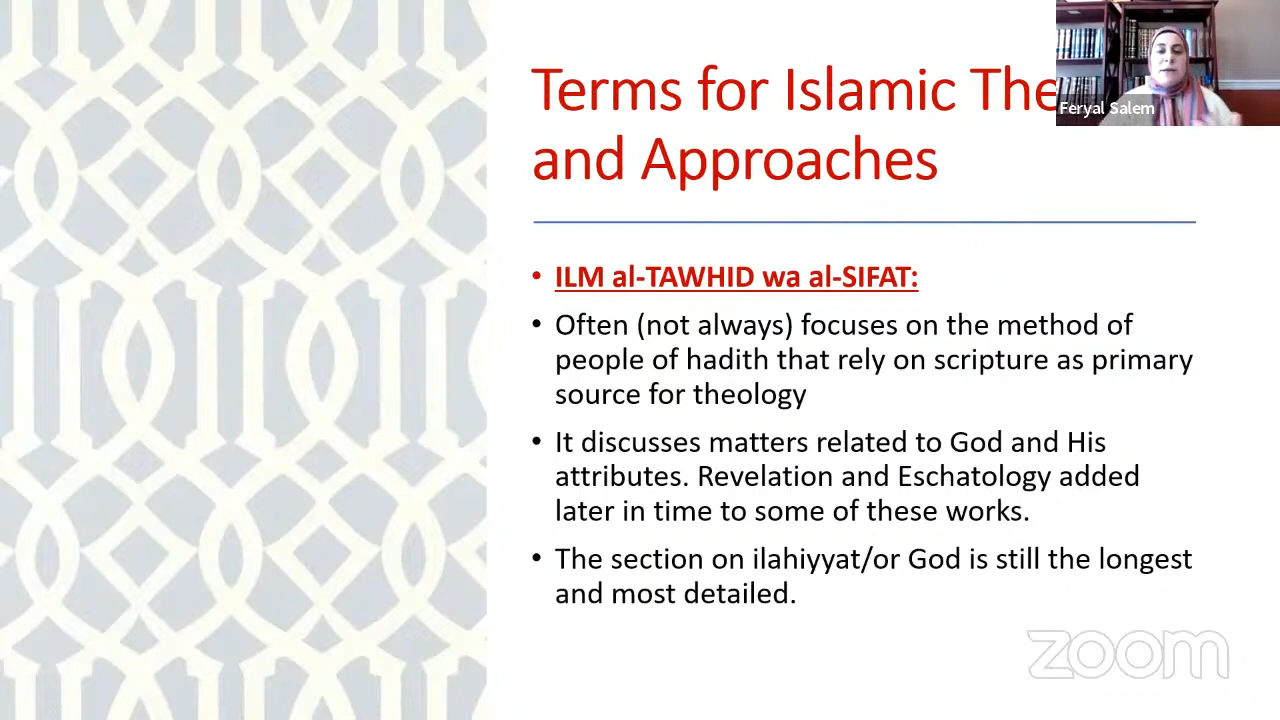 Terms for Islamic The
and Approaches
Feryal Salem
• ILM al-TAWHID wa al-SIFAT:
• Often (not always) focuses on the method of
people of hadith that rely on scripture as primary
source for theology
• It discusses matters related to God and His
attributes. Revelation and Eschatology added
later in time to some of these works.
• The section on ilahiyyat/or God is still the longest
and most detailed.
zoom